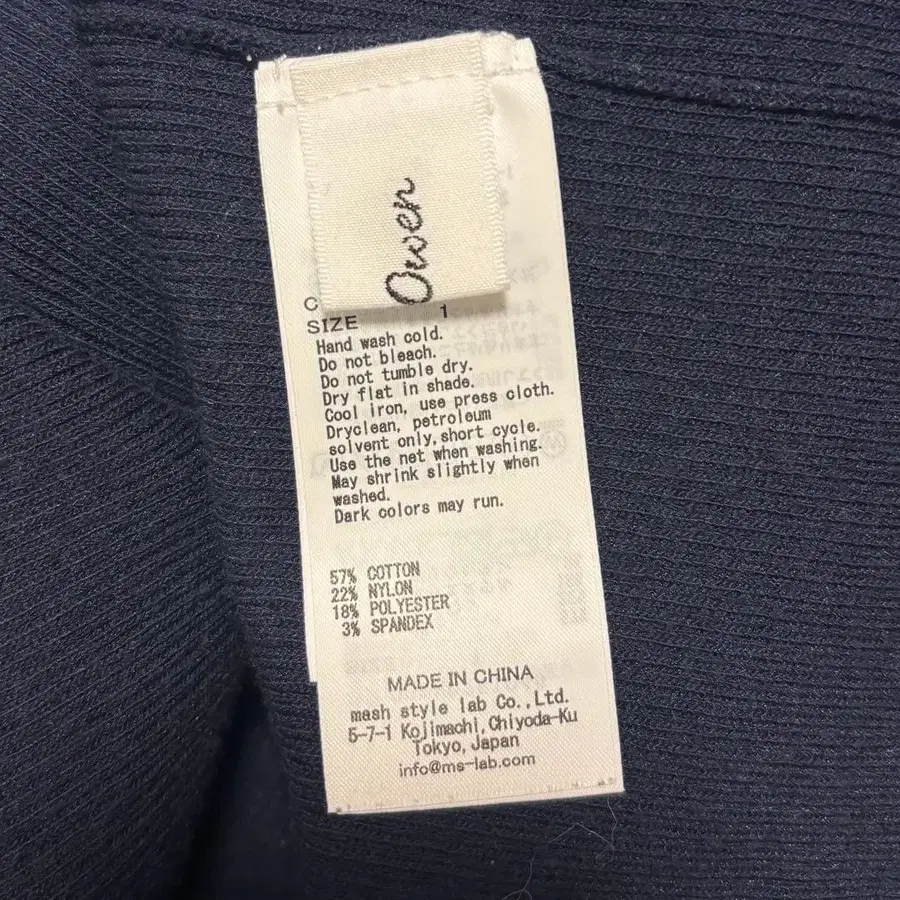 Owen
C
SIZE 1
Hand wash cold.
Do not bleach.
Do not tumble dry.
Dry flat in shade.
Cool iron, use press cloth.
Dryclean, petroleum
solvent only, short cycle.
Use the net when washing.
May shrink slightly when
washed.
Dark colors may run.
57% COTTON
22% NYLON
18% POLYESTER
3% SPANDEX
MADE IN CHINA
mash style lab Co.,Ltd.
5-7-1 Kojimachi,Chiyoda-Ku
Tokyo,Japan
info@ms-lab.com